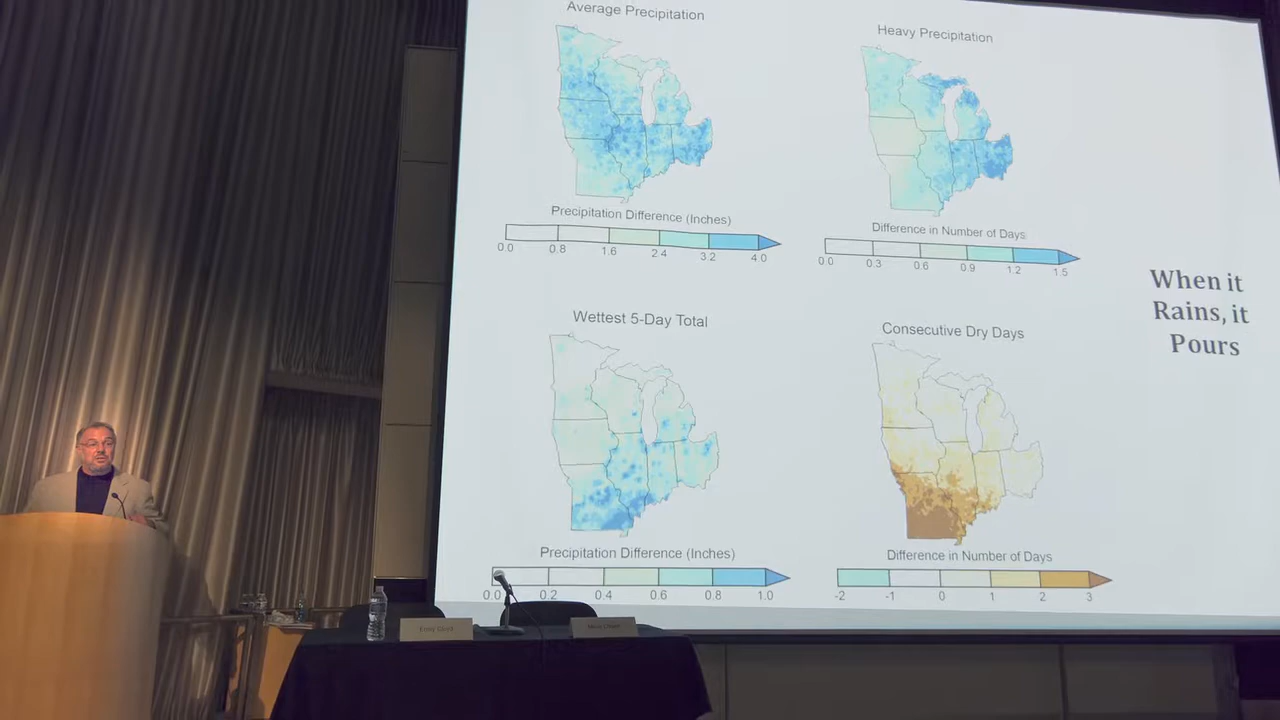 Average Precipitation
Heavy Precipitation
Precipitation Difference (Inches)
0.0 0.8 1.6 2.4 3.2 4.0
Difference in Number of Days
0.0 0.3 0.6 0.9 1.2 1.5
When it
Rains, it
Pours
Wettest 5-Day Total
Consecutive Dry Days
Precipitation Difference (Inches)
0.0 0.2 0.4 0.6 0.8 1.0
Difference in Number of Days
-2 -1 0 1 2 3